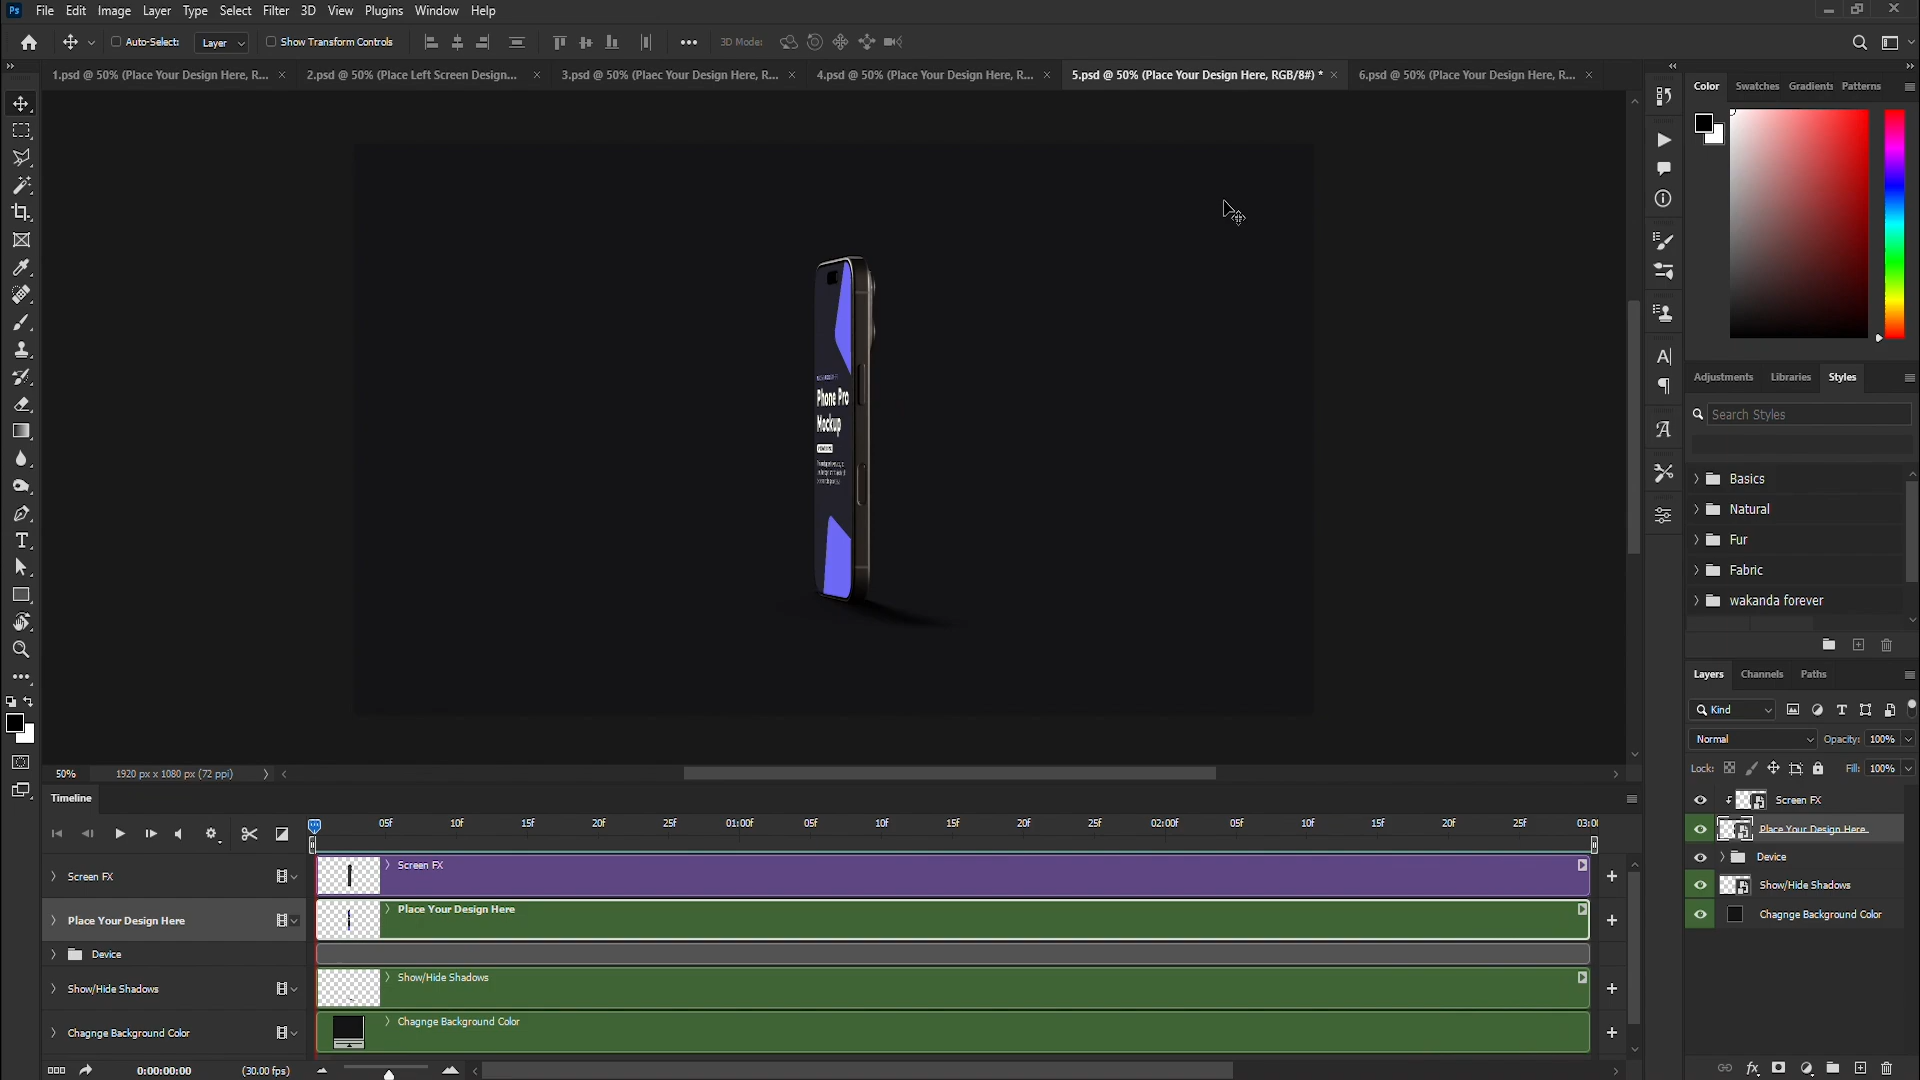 Ps File Edit Image Layer Type Select Filter 3D View Plugins Window Help
Auto-Select: Layer Show Transform Controls 3D Mode:
1.psd @ 50% (Place Your Design Here, R... 2.psd @ 50% (Place Left Screen Design... 3.psd @ 50% (Plaec Your Design Here, R... 4.psd @ 50% (Place Your Design Here, R... 5.psd @ 50% (Place Your Design Here, RGB/8#) * 6.psd @ 50% (Place Your Design Here, R...
Color Swatches Gradients Patterns
Phone Pro
Mockup
Adjustments Libraries Styles
Search Styles
Basics
Natural
Fur
Fabric
wakanda forever
Layers Channels Paths
Kind
Normal Opacity: 100%
Lock: Fill: 100%
Screen FX
Place Your Design Here
Device
Show/Hide Shadows
Chagnge Background Color
50% 1920 px x 1080 px (72 ppi)
Timeline
05f 10f 15f 20f 25f 01:00f 05f 10f 15f 20f 25f 02:00f 05f 10f 15f 20f 25f 03:0
Screen FX Screen FX
Place Your Design Here Place Your Design Here
Device
Show/Hide Shadows Show/Hide Shadows
Chagnge Background Color Chagnge Background Color
0:00:00:00 (30.00 fps)